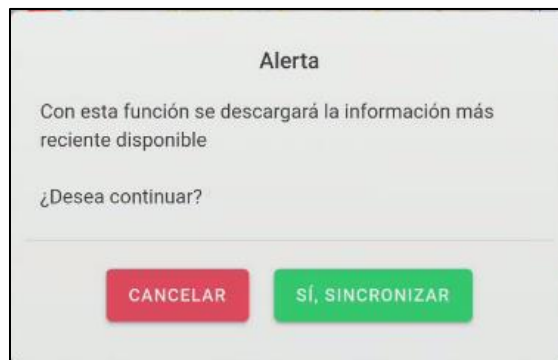 Alerta
Con esta función se descargará la información más
reciente disponible
¿Desea continuar?
CANCELAR
SÍ, SINCRONIZAR